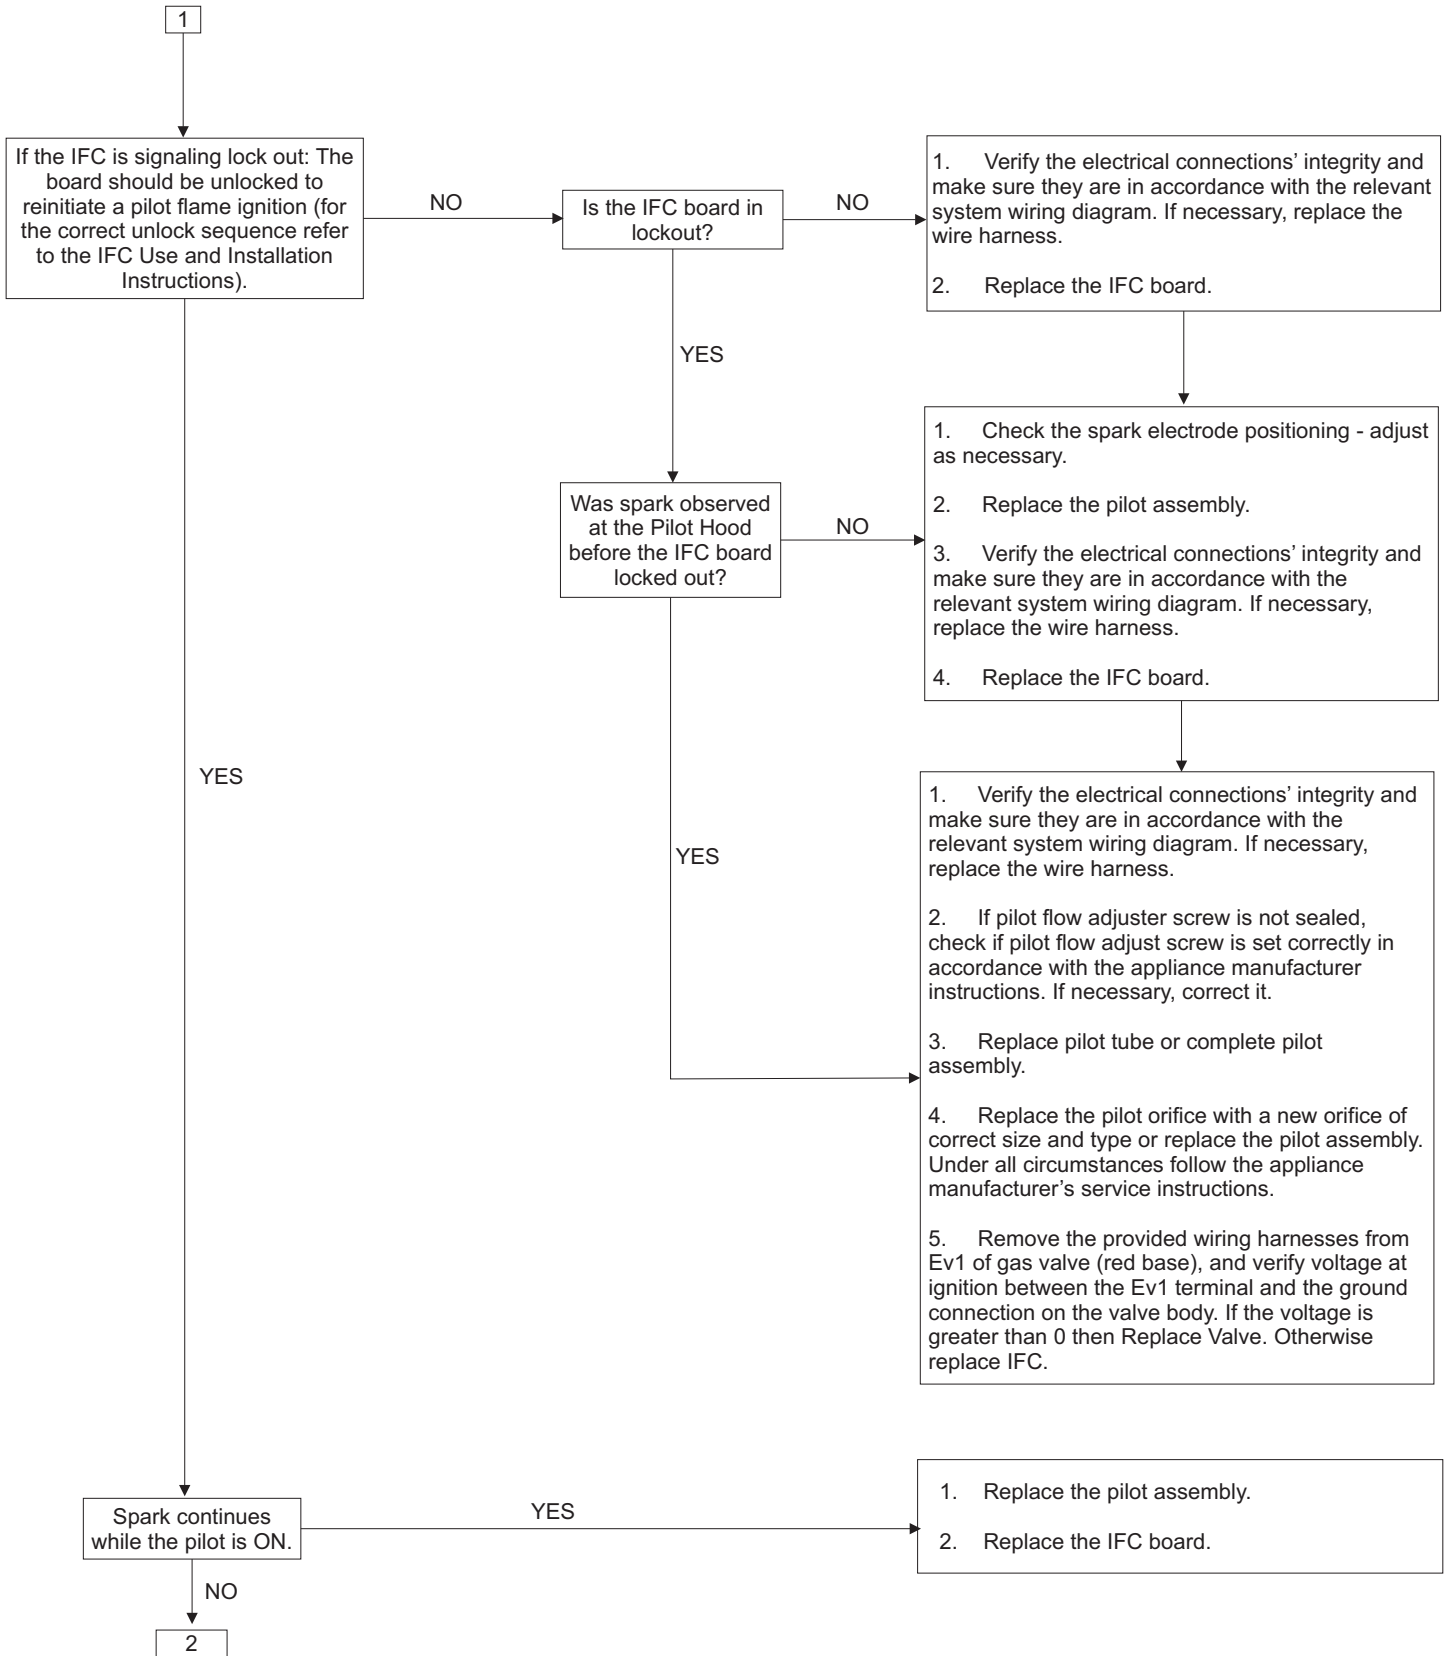 1
If the IFC is signaling lock out: The
board should be unlocked to
reinitiate a pilot flame ignition (for
the correct unlock sequence refer
to the IFC Use and Installation
Instructions).
NO
Is the IFC board in
lockout?
NO
1. Verify the electrical connections’ integrity and
make sure they are in accordance with the relevant
system wiring diagram. If necessary, replace the
wire harness.
2. Replace the IFC board.
YES
Was spark observed
at the Pilot Hood
before the IFC board
locked out?
NO
1. Check the spark electrode positioning - adjust
as necessary.
2. Replace the pilot assembly.
3. Verify the electrical connections’ integrity and
make sure they are in accordance with the
relevant system wiring diagram. If necessary,
replace the wire harness.
4. Replace the IFC board.
YES
YES
1. Verify the electrical connections’ integrity and
make sure they are in accordance with the
relevant system wiring diagram. If necessary,
replace the wire harness.
2. If pilot flow adjuster screw is not sealed,
check if pilot flow adjust screw is set correctly in
accordance with the appliance manufacturer
instructions. If necessary, correct it.
3. Replace pilot tube or complete pilot
assembly.
4. Replace the pilot orifice with a new orifice of
correct size and type or replace the pilot assembly.
Under all circumstances follow the appliance
manufacturer’s service instructions.
5. Remove the provided wiring harnesses from
Ev1 of gas valve (red base), and verify voltage at
ignition between the Ev1 terminal and the ground
connection on the valve body. If the voltage is
greater than 0 then Replace Valve. Otherwise
replace IFC.
Spark continues
while the pilot is ON.
YES
1. Replace the pilot assembly.
2. Replace the IFC board.
NO
2